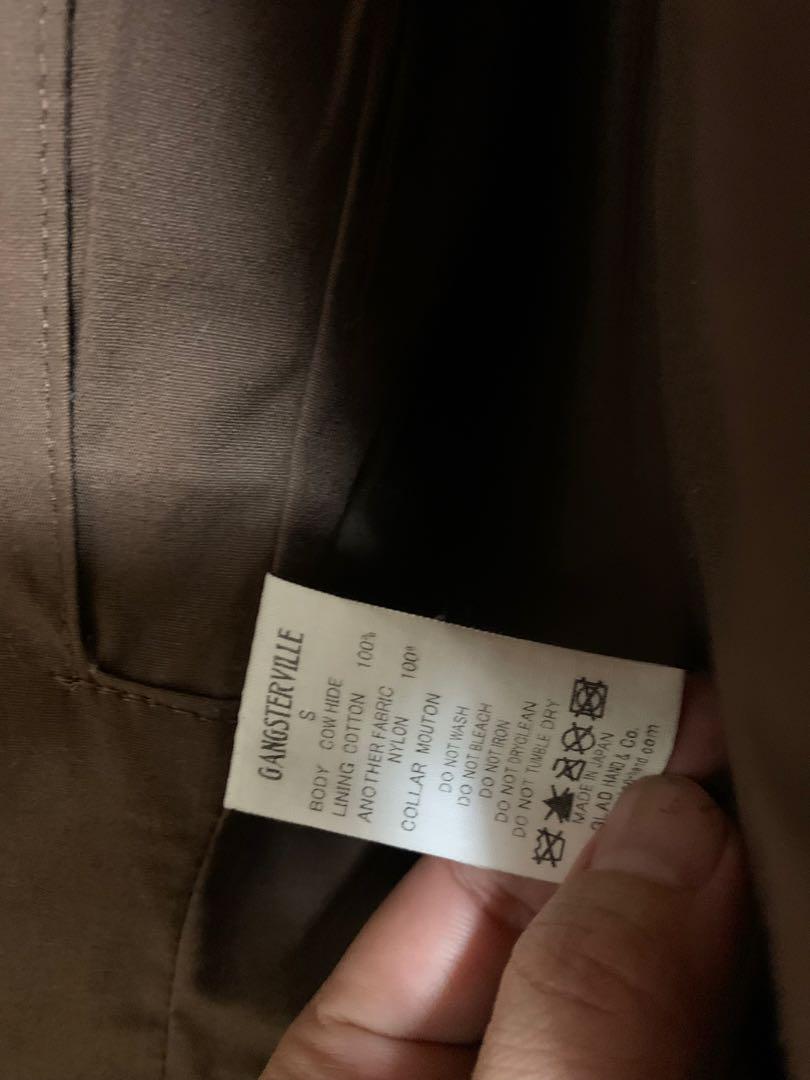 GANGSTERVILLE
S
BODY COW HIDE
LINING COTTON 100%
ANOTHER FABRIC
NYLON 100%
COLLAR MOUTON
DO NOT WASH
DO NOT BLEACH
DO NOT IRON
DO NOT DRYCLEAN
DO NOT TUMBLE DRY
MADE IN JAPAN
GLAD HAND & Co.